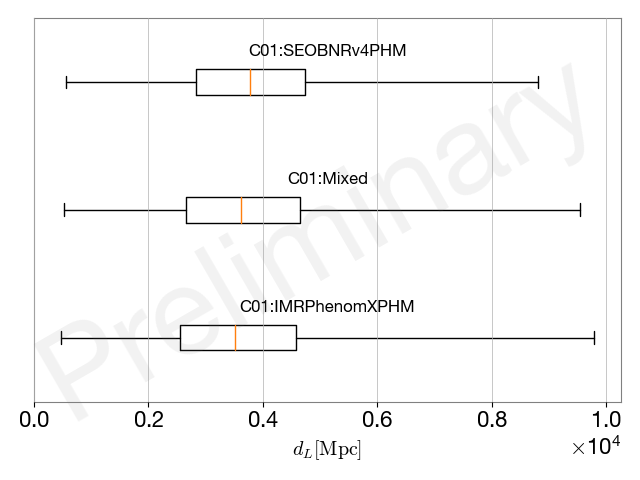 C01:SEOBNRv4PHM
C01:Mixed
C01:IMRPhenomXPHM
Preliminary
0.0 0.2 0.4 0.6 0.8 1.0
×10⁴
d_L[Mpc]